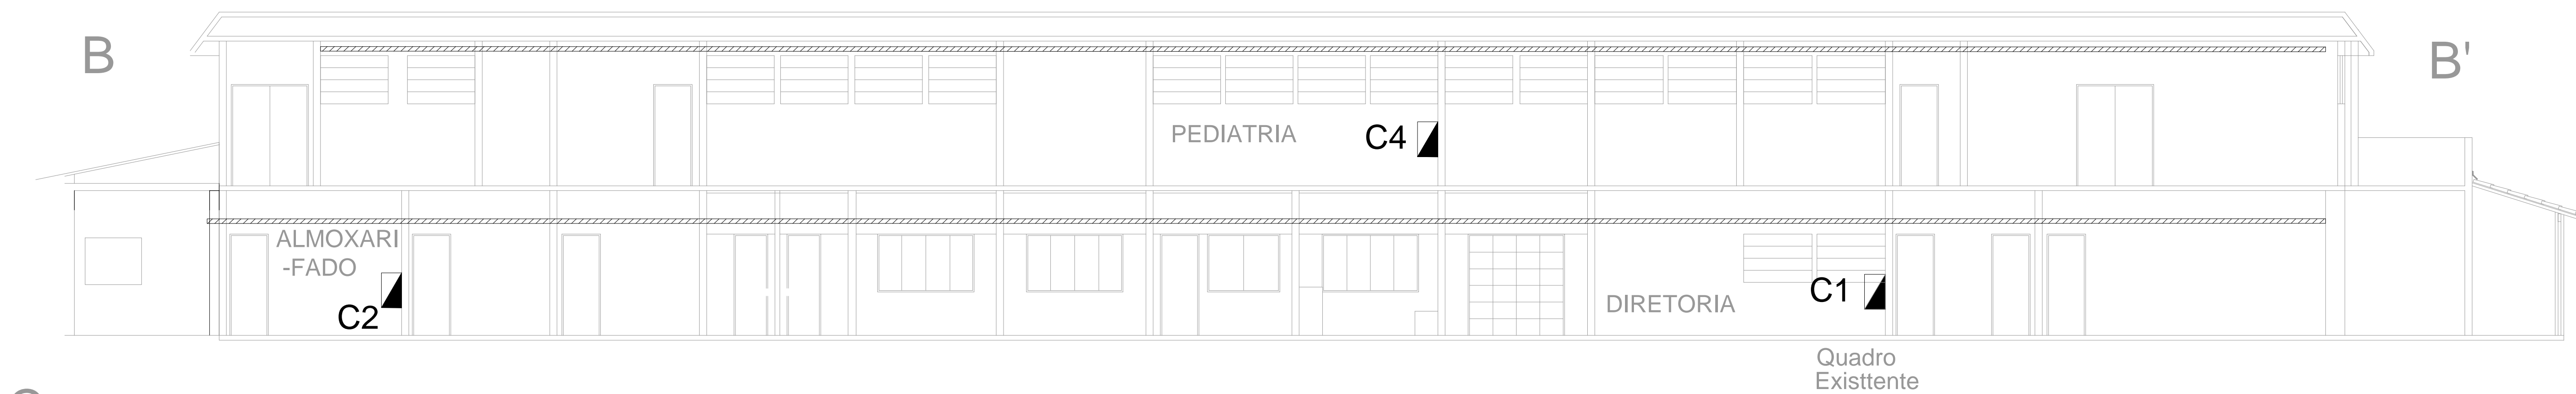 B
B'
PEDIATRIA
C4
ALMOXARI
-FADO
C2
DIRETORIA
C1
Quadro
Existtente